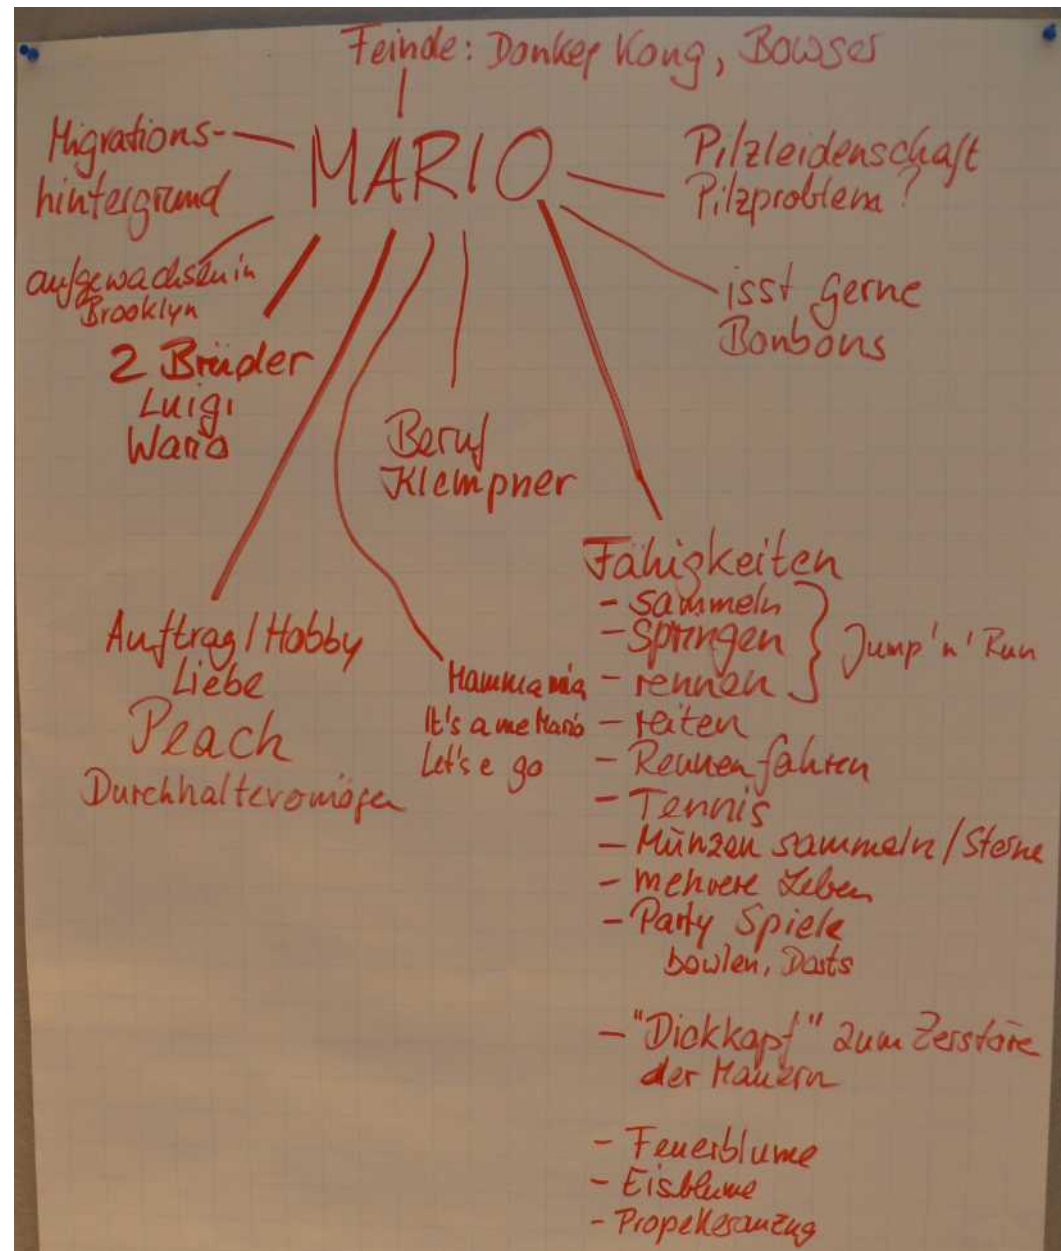 Feinde: Donkey Kong, Bowser
MARIO
Migrations-
hintergrund
aufgewachsen in
Brooklyn
2 Brüder
Luigi
Wario
Pilzleidenschaft
Pilzproblem?
isst gerne
Bonbons
Beruf
Klempner
Auftrag / Hobby
Liebe
Peach
Durchhaltevermögen
Mamma mia
It's a me Mario
Let's e go
Fähigkeiten
- sammeln
- Springen
- rennen
Jump 'n' Run
- reiten
- Rennen fahren
- Tennis
- Münzen sammeln / Sterne
- mehrere Leben
- Party Spiele
bowlen, Darts
- "Dickkopf" zum Zerstöre
der Mauern
- Feuerblume
- Eisblume
- Propelleranzug